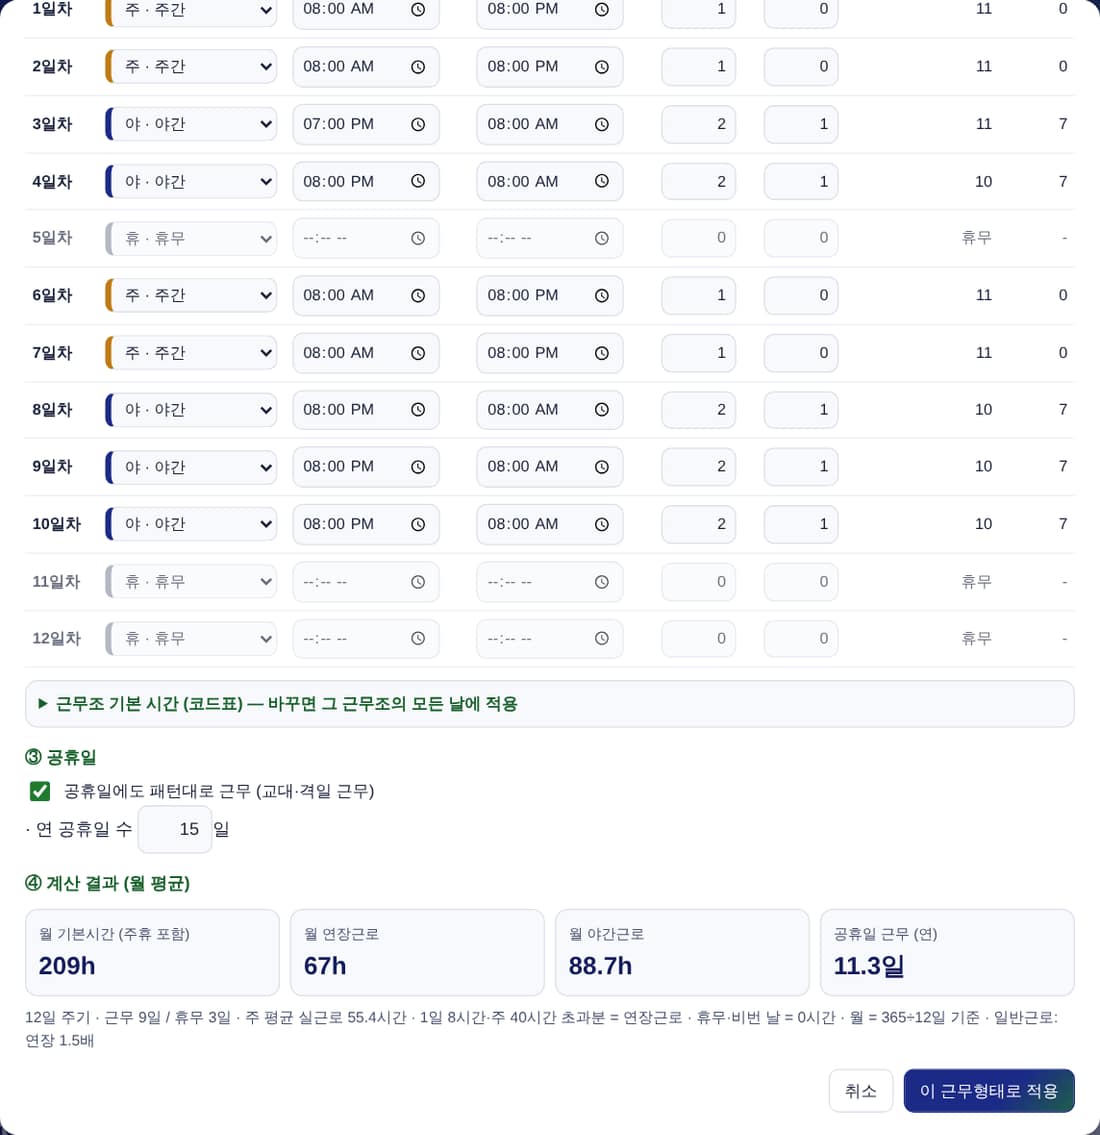 1일차 주 · 주간 08:00 AM 08:00 PM 1 0 11 0
2일차 주 · 주간 08:00 AM 08:00 PM 1 0 11 0
3일차 야 · 야간 07:00 PM 08:00 AM 2 1 11 7
4일차 야 · 야간 08:00 PM 08:00 AM 2 1 10 7
5일차 휴 · 휴무 --:-- -- --:-- -- 0 0 휴무 -
6일차 주 · 주간 08:00 AM 08:00 PM 1 0 11 0
7일차 주 · 주간 08:00 AM 08:00 PM 1 0 11 0
8일차 야 · 야간 08:00 PM 08:00 AM 2 1 10 7
9일차 야 · 야간 08:00 PM 08:00 AM 2 1 10 7
10일차 야 · 야간 08:00 PM 08:00 AM 2 1 10 7
11일차 휴 · 휴무 --:-- -- --:-- -- 0 0 휴무 -
12일차 휴 · 휴무 --:-- -- --:-- -- 0 0 휴무 -
▶ 근무조 기본 시간 (코드표) — 바꾸면 그 근무조의 모든 날에 적용
③ 공휴일
공휴일에도 패턴대로 근무 (교대·격일 근무)
· 연 공휴일 수 15 일
④ 계산 결과 (월 평균)
월 기본시간 (주휴 포함) 월 연장근로 월 야간근로 공휴일 근무 (연)
209h 67h 88.7h 11.3일
12일 주기 · 근무 9일 / 휴무 3일 · 주 평균 실근로 55.4시간 · 1일 8시간·주 40시간 초과분 = 연장근로 · 휴무·비번 날 = 0시간 · 월 = 365÷12일 기준 · 일반근로:
연장 1.5배
취소 이 근무형태로 적용